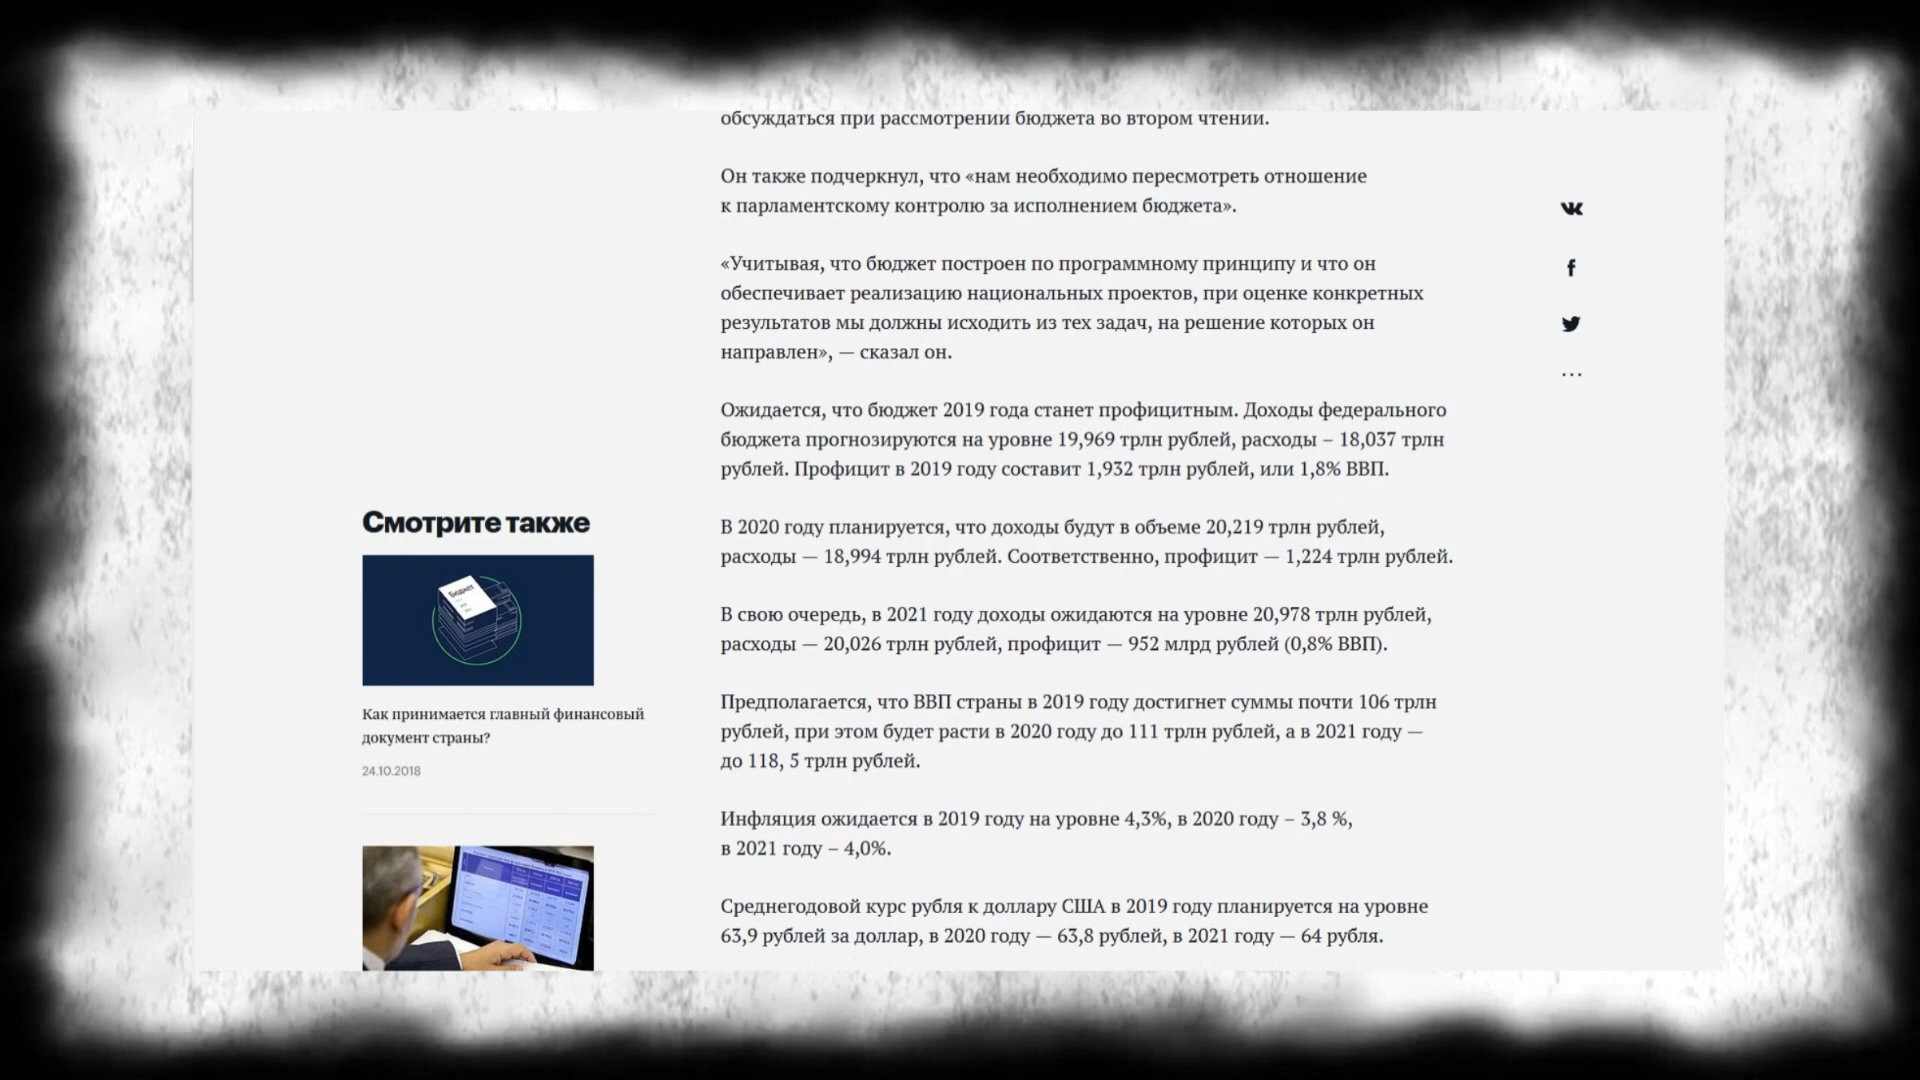 обсуждаться при рассмотрении бюджета во втором чтении.
Он также подчеркнул, что «нам необходимо пересмотреть отношение
к парламентскому контролю за исполнением бюджета».
«Учитывая, что бюджет построен по программному принципу и что он
обеспечивает реализацию национальных проектов, при оценке конкретных
результатов мы должны исходить из тех задач, на решение которых он
направлен», — сказал он.
Ожидается, что бюджет 2019 года станет профицитным. Доходы федерального
бюджета прогнозируются на уровне 19,969 трлн рублей, расходы – 18,037 трлн
рублей. Профицит в 2019 году составит 1,932 трлн рублей, или 1,8% ВВП.
В 2020 году планируется, что доходы будут в объеме 20,219 трлн рублей,
расходы — 18,994 трлн рублей. Соответственно, профицит — 1,224 трлн рублей.
В свою очередь, в 2021 году доходы ожидаются на уровне 20,978 трлн рублей,
расходы — 20,026 трлн рублей, профицит — 952 млрд рублей (0,8% ВВП).
Предполагается, что ВВП страны в 2019 году достигнет суммы почти 106 трлн
рублей, при этом будет расти в 2020 году до 111 трлн рублей, а в 2021 году —
до 118, 5 трлн рублей.
Инфляция ожидается в 2019 году на уровне 4,3%, в 2020 году – 3,8 %,
в 2021 году – 4,0%.
Среднегодовой курс рубля к доллару США в 2019 году планируется на уровне
63,9 рублей за доллар, в 2020 году — 63,8 рублей, в 2021 году — 64 рубля.
Смотрите также
Бюджет
Как принимается главный финансовый
документ страны?
24.10.2018